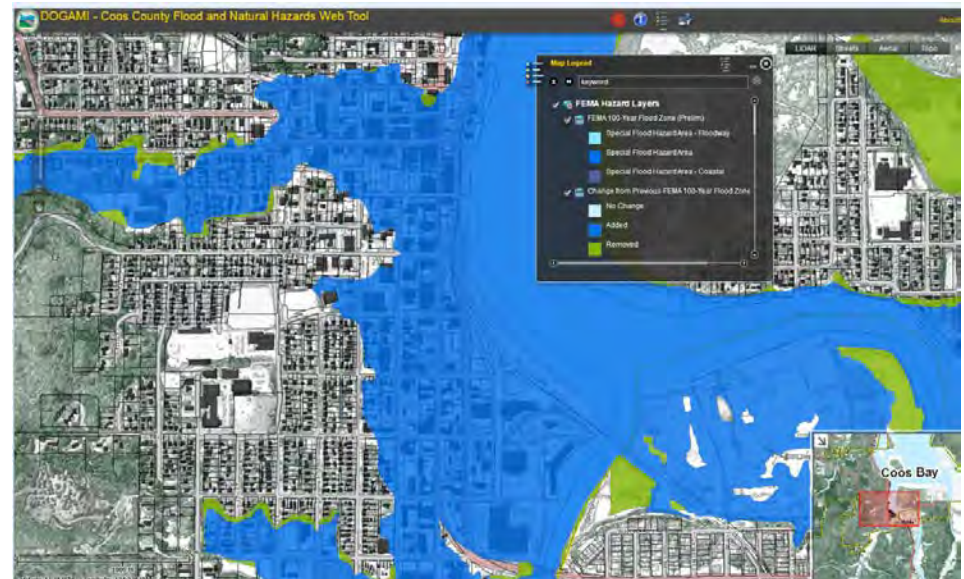 DOGAMI - Coos County Flood and Natural Hazards Web Tool
LIDAR Streets Aerial Topo
Map Legend
keyword
FEMA Hazard Layers
FEMA 100-Year Flood Zone (Prelim)
Special Flood Hazard Area - Floodway
Special Flood Hazard Area
Special Flood Hazard Area - Coastal
Change from Previous FEMA 100-Year Flood Zone
No Change
Added
Removed
Coos Bay